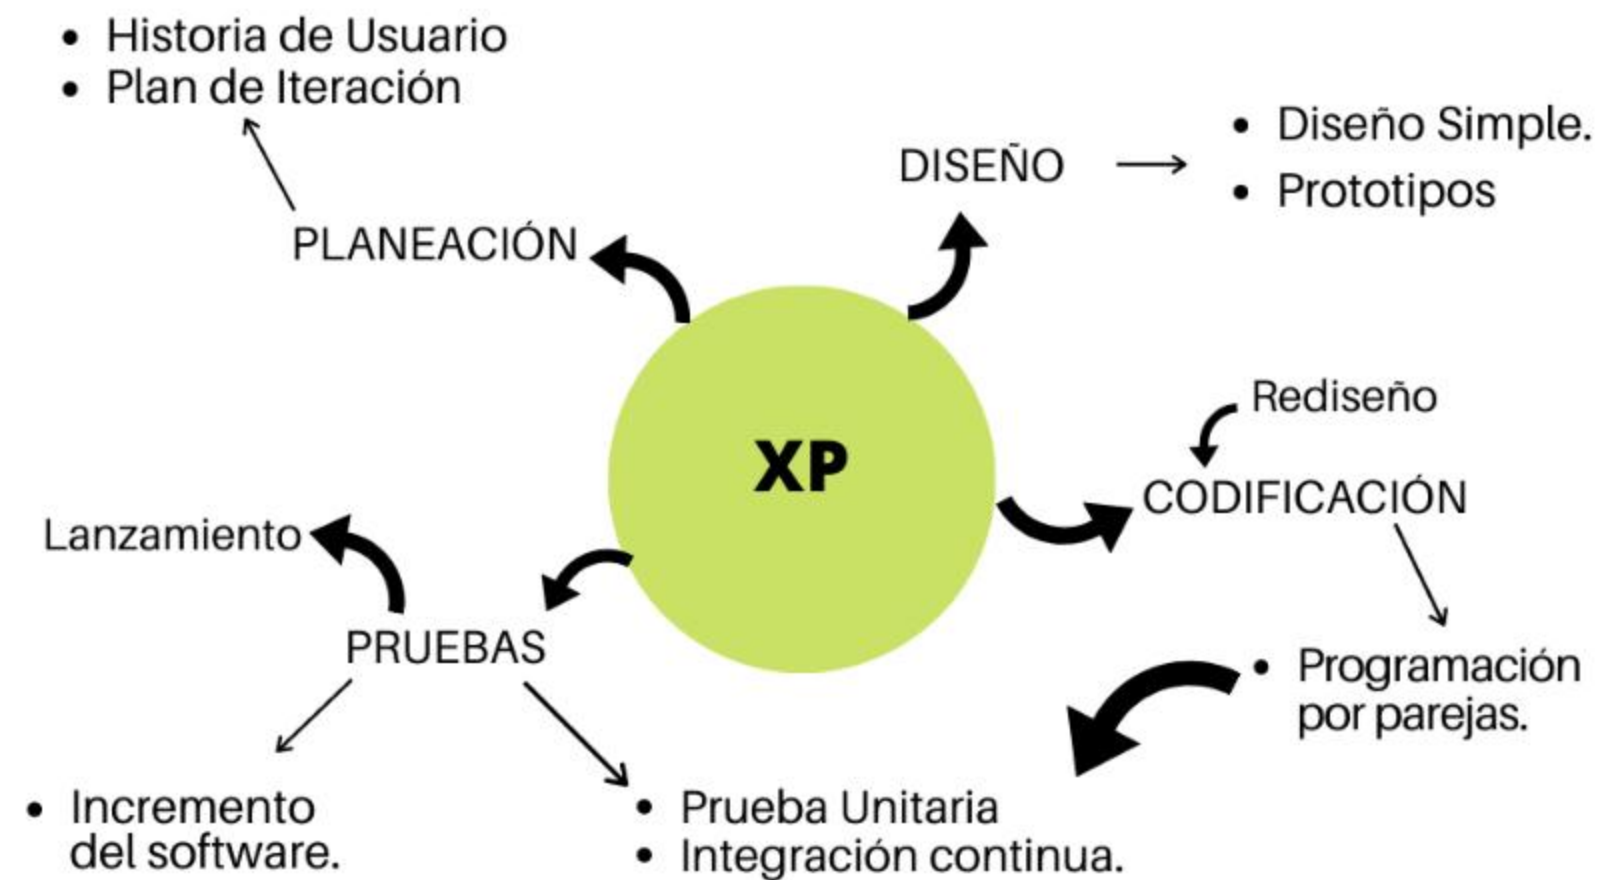 • Historia de Usuario
• Plan de Iteración
PLANEACIÓN
DISEÑO
• Diseño Simple.
• Prototipos
XP
Rediseño
CODIFICACIÓN
• Programación
por parejas.
Lanzamiento
PRUEBAS
• Incremento
del software.
• Prueba Unitaria
• Integración continua.